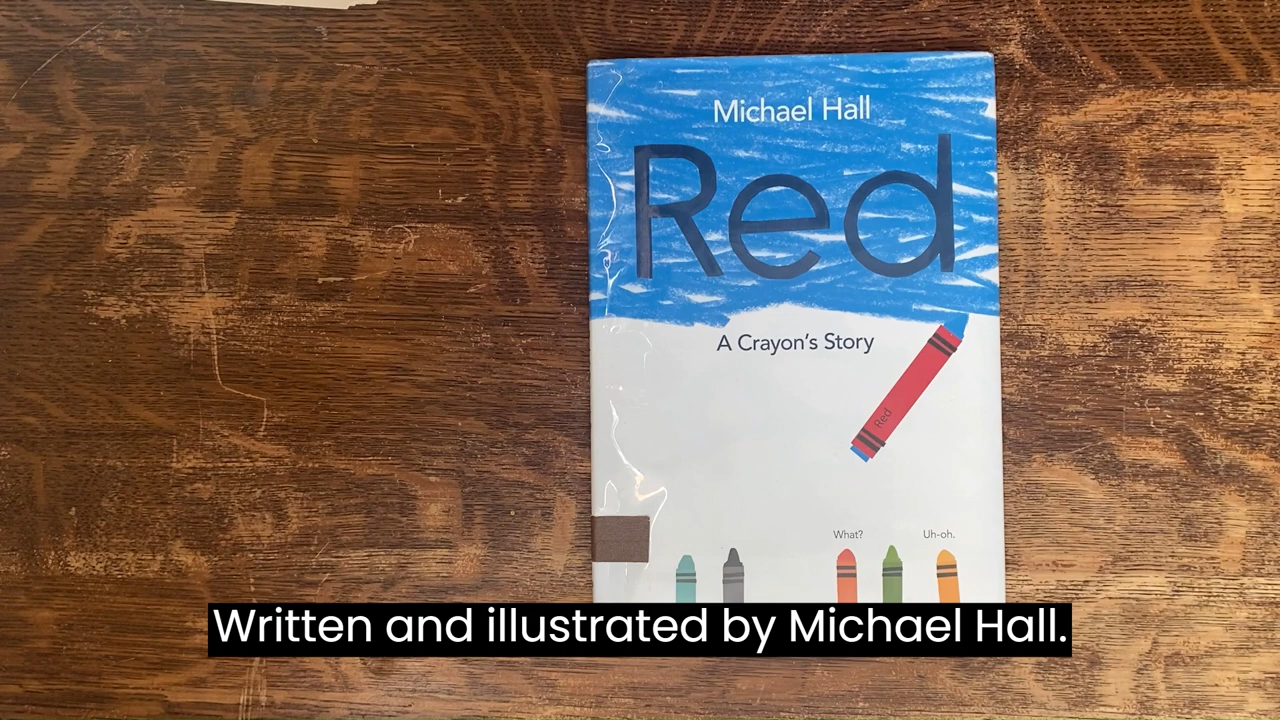 Michael Hall
Red
A Crayon's Story
Red
What?
Uh-oh.
Written and illustrated by Michael Hall.